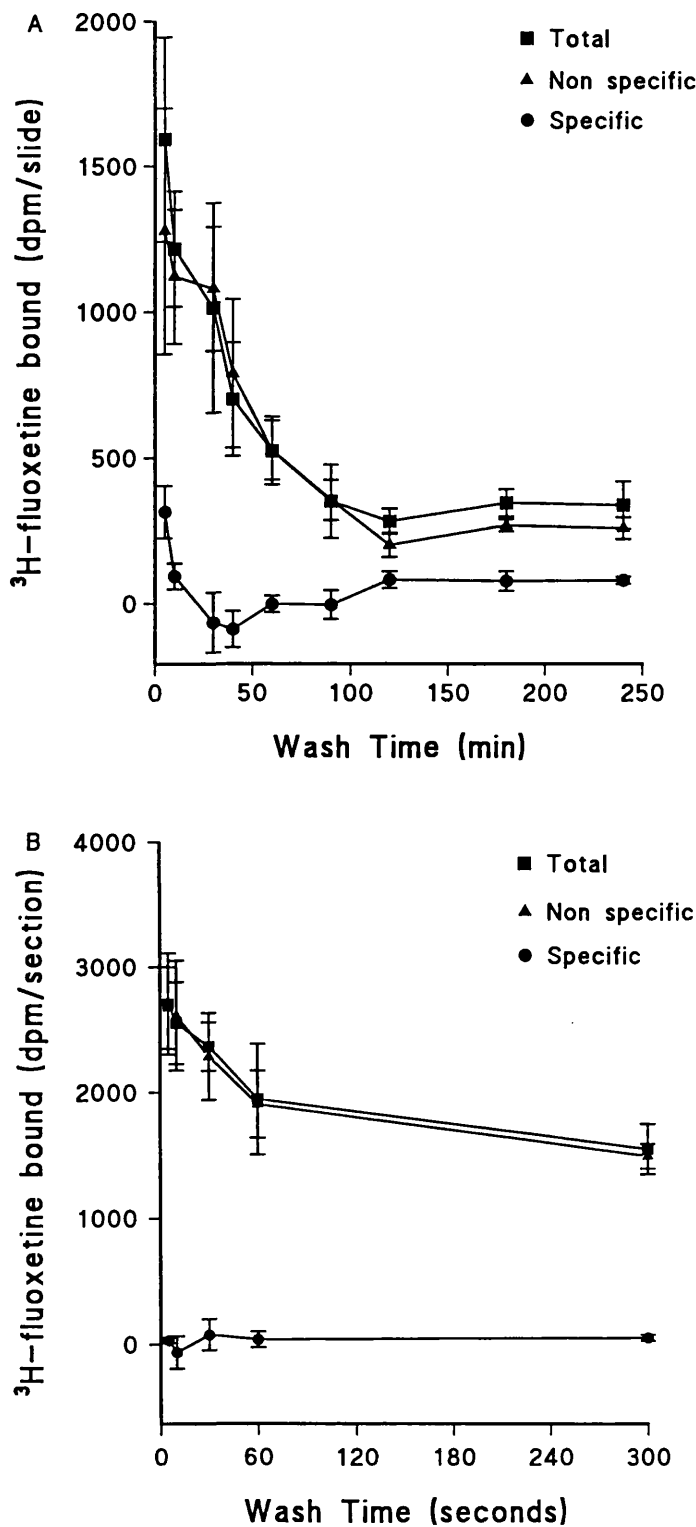 A
2000
1500
1000
500
0
³H-fluoxetine bound (dpm/slide)
Total
Non specific
Specific
0 50 100 150 200 250
Wash Time (min)
B
4000
3000
2000
1000
0
³H-fluoxetine bound (dpm/section)
Total
Non specific
Specific
0 60 120 180 240 300
Wash Time (seconds)